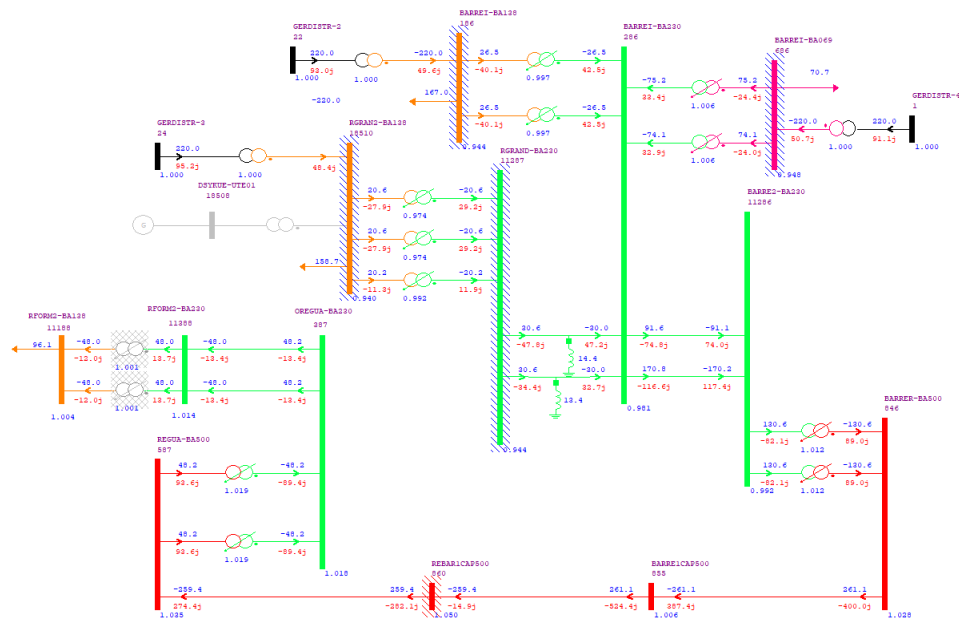 BARREI-BA138
186
GERDISTR-2
22
BARREI-BA230
286
BARREI-BA069
686
220.0
93.0j
-220.0
49.6j
26.5
-40.1j
-26.5
42.5j
1.000
1.000
0.997
-75.2
33.4j
75.2
-24.4j
70.7
GERDISTR-4
1
-220.0
167.0
1.006
26.5
-40.1j
-26.5
42.5j
0.997
-220.0
50.7j
220.0
91.1j
GERDISTR-3
24
RGRAN2-BA138
18510
-74.1
32.9j
74.1
-24.0j
1.000
1.000
0.944
RGRAND-BA230
11287
1.006
220.0
95.2j
48.4j
1.000
1.000
0.948
DSYKUE-UTE01
18508
20.6
-27.9j
-20.6
29.2j
BARRE2-BA230
11286
0.974
G
20.6
-27.9j
-20.6
29.2j
0.974
158.7
20.2
-11.3j
-20.2
11.9j
0.940
0.992
RFORM2-BA138
11188
RFORM2-BA230
11388
OREGUA-BA230
387
96.1
-48.0
-12.0j
48.0
13.7j
-48.0
-13.4j
48.2
-13.4j
30.6
-47.8j
-30.0
47.2j
91.6
-74.8j
-91.1
74.0j
1.001
14.4
-48.0
-12.0j
48.0
13.7j
-48.0
-13.4j
48.2
-13.4j
30.6
-34.4j
-30.0
32.7j
170.8
-116.6j
-170.2
117.4j
1.001
13.4
1.004
1.014
0.981
BARRER-BA500
846
REGUA-BA500
587
0.944
130.6
-82.1j
-130.6
89.0j
1.012
48.2
93.6j
-48.2
-89.4j
1.019
130.6
-82.1j
-130.6
89.0j
0.992
1.012
48.2
93.6j
-48.2
-89.4j
1.019
1.018
REBAR1CAP500
860
BARRE1CAP500
855
-259.4
274.4j
259.4
-282.1j
-259.4
-14.9j
261.1
-524.4j
-261.1
387.4j
261.1
-400.0j
1.035
1.050
1.006
1.028